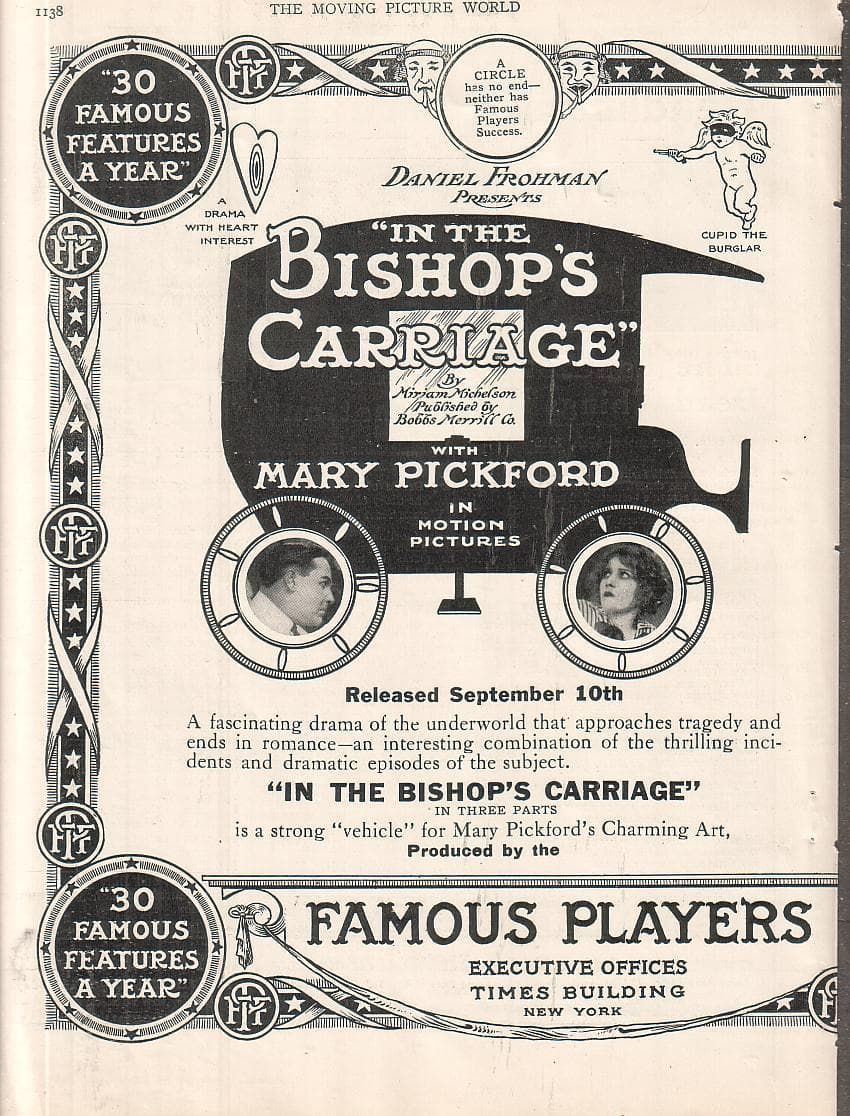 1138
THE MOVING PICTURE WORLD
"30
FAMOUS
FEATURES
A YEAR"
A
CIRCLE
has no end—
neither has
Famous
Players
Success.
A
DRAMA
WITH HEART
INTEREST
DANIEL FROHMAN
PRESENTS
CUPID THE
BURGLAR
"IN THE
BISHOP'S
CARRIAGE"
By
Miriam Michelson
Published by
Bobbs Merrill Co.
WITH
MARY PICKFORD
IN
MOTION
PICTURES
Released September 10th
A fascinating drama of the underworld that approaches tragedy and
ends in romance—an interesting combination of the thrilling inci-
dents and dramatic episodes of the subject.
"IN THE BISHOP'S CARRIAGE"
IN THREE PARTS
is a strong "vehicle" for Mary Pickford's Charming Art,
Produced by the
"30
FAMOUS
FEATURES
A YEAR"
FAMOUS PLAYERS
EXECUTIVE OFFICES
TIMES BUILDING
NEW YORK